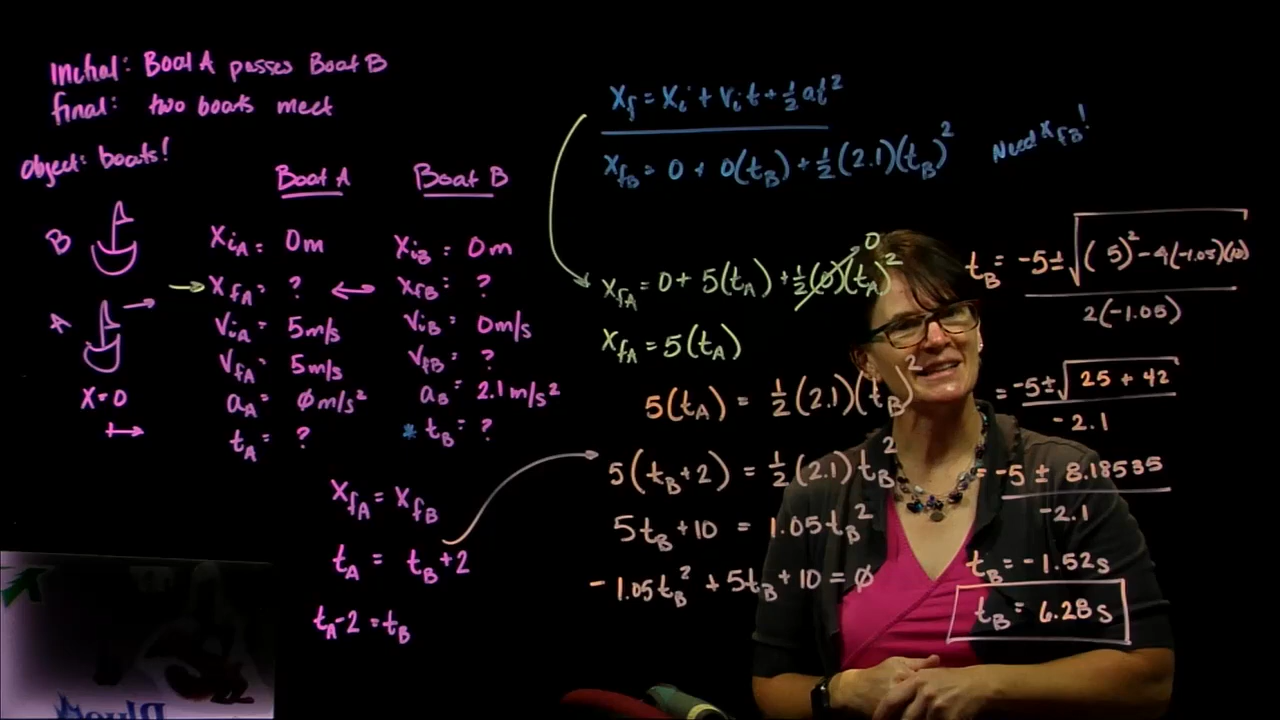 Initial: Boat A passes Boat B
final: two boats meet
Object: boats!
B
A
x=0
Boat A Boat B
x_iA = 0m x_iB = 0m
x_fA = ? ↔ x_fB = ?
v_iA = 5m/s v_iB = 0m/s
v_fA = 5m/s v_fB = ?
a_A = 0m/s² a_B = 2.1m/s²
t_A = ? * t_B = ?
x_fA = x_fB
t_A = t_B+2
t_A-2 = t_B
x_f = x_i + v_i t + ½at²
x_fB = 0 + 0(t_B) + ½(2.1)(t_B)²
Need x_fB!
x_fA = 0 + 5(t_A) + ½(0)(t_A)² 0
x_fA = 5(t_A)
5(t_A) = ½(2.1)(t_B)²
5(t_B+2) = ½(2.1)t_B²
5t_B+10 = 1.05t_B²
-1.05t_B² + 5t_B + 10 = 0
t_B = -5±√(5)²-4(-1.05)(10)
2(-1.05)
= -5±√25+42
-2.1
= -5 ± 8.18535
-2.1
t_B = -1.52s
t_B = 6.28s